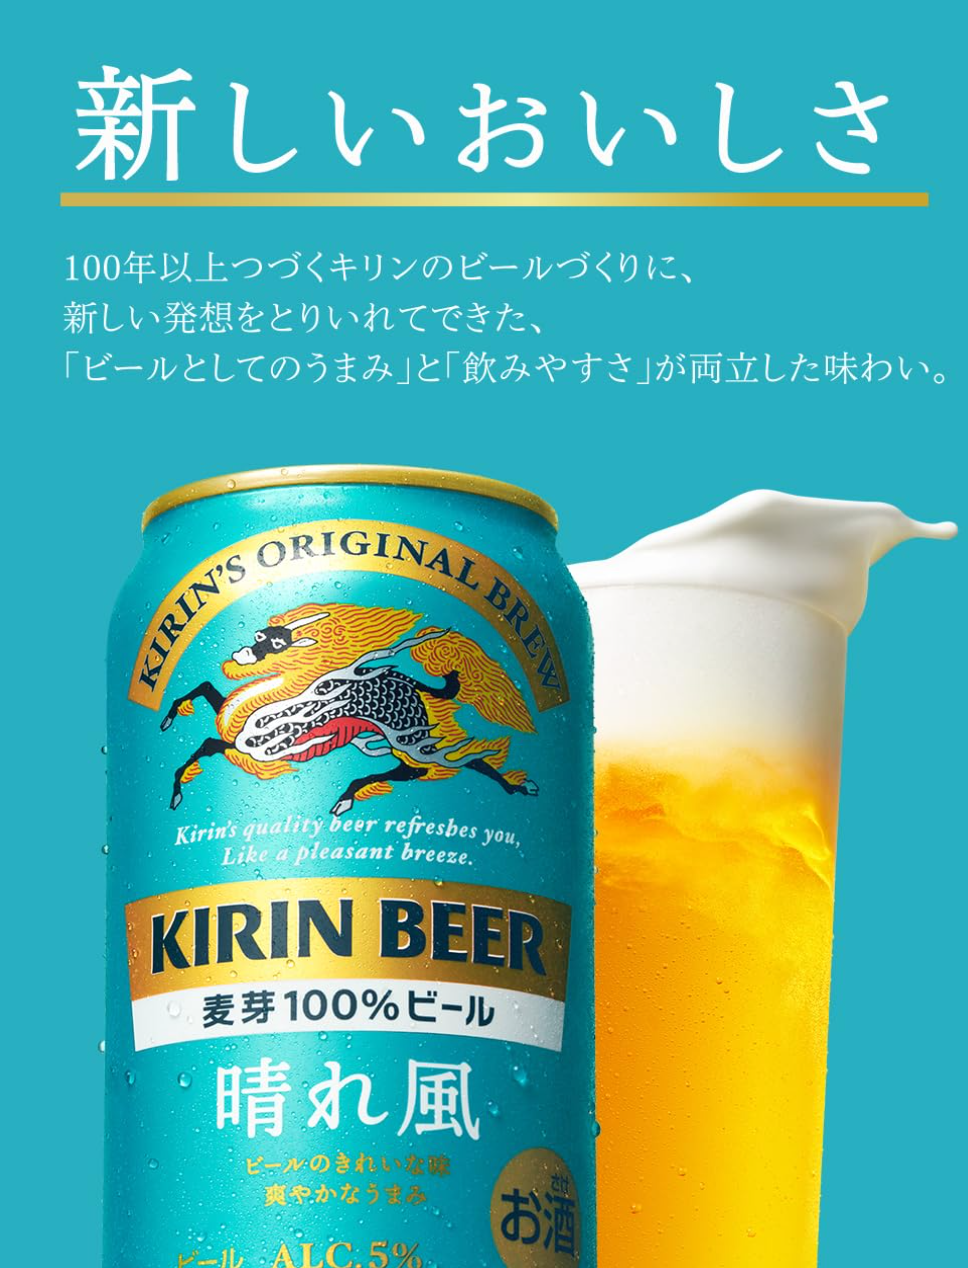 新しいおいしさ
100年以上つづくキリンのビールづくりに、
新しい発想をとりいれてできた、
「ビールとしてのうまみ」と「飲みやすさ」が両立した味わい。
KIRIN'S ORIGINAL BREW
Kirin's quality beer refreshes you,
Like a pleasant breeze.
KIRIN BEER
麦芽100%ビール
晴れ風
ビールのきれいな味
爽やかなうまみ
さけ
お酒
ビール ALC.5%